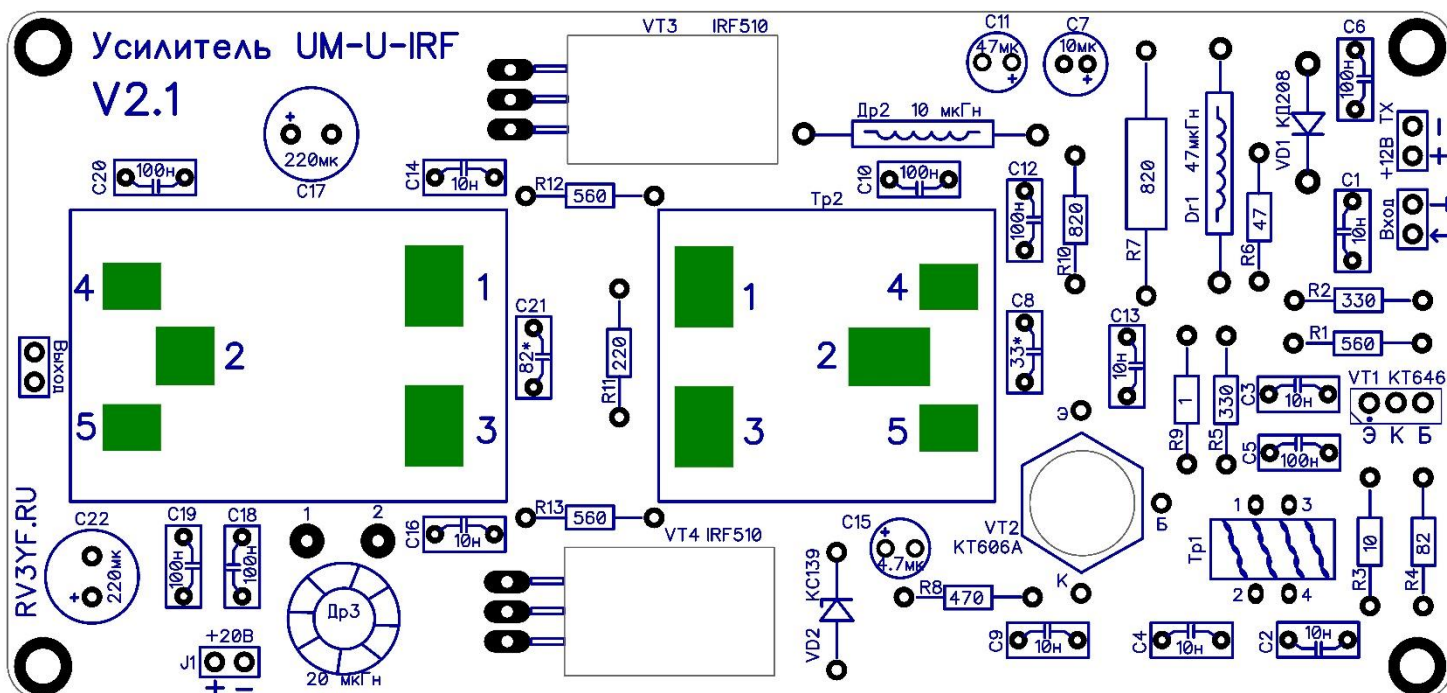 Усилитель UM-U-IRF
V2.1
VT3 IRF510
C11
47мк
+
C7
10мк
+
C6
100н
+
220мк
C17
Др2 10 мкГн
R7
820
Dr1
47мкГн
VD1 КД208
+12В TX
-
+
C20
100н
C14
10н
R12
560
C10
100н
C12
100н
R10
820
R6
47
C1
10н
Вход
Тр2
4
1
2
5
3
1
4
2
3
5
C21
82*
R11
220
C8
33*
C13
10н
R2
330
R1
560
Выход
R9
1
R5
330
C3
10н
VT1 КТ646
Э К Б
C5
100н
Э
VT2
КТ606А
Б
К
RV3YF.RU
C22
220мк
+
C19
100н
C18
100н
1
2
C16
10н
R13
560
VT4 IRF510
C15
+
4.7мк
1
3
Тр1
2
4
R3
10
R4
82
Др3
20 мкГн
КС139
VD2
R8
470
C9
10н
C4
10н
C2
10н
+20В
J1
+ -